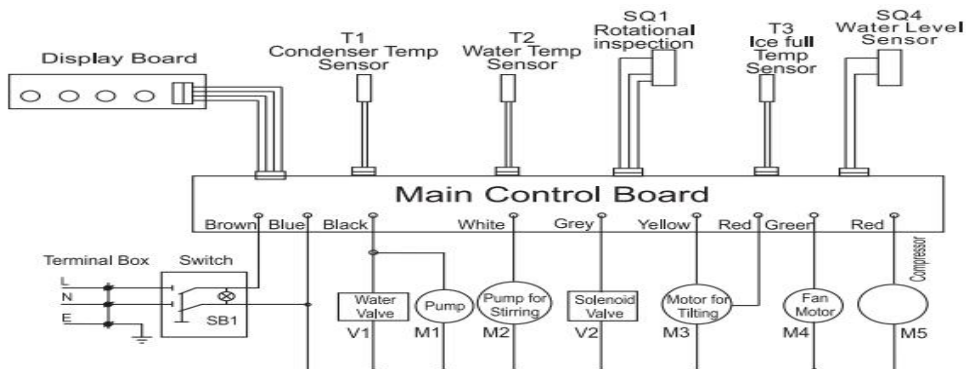 Display Board
T1
Condenser Temp
Sensor
T2
Water Temp
Sensor
SQ1
Rotational
inspection
T3
Ice full
Temp
Sensor
SQ4
Water Level
Sensor
Main Control Board
Brown
Blue
Black
White
Grey
Yellow
Red
Green
Red
Compressor
Terminal Box
Switch
L
N
E
SB1
Water
Valve
V1
Pump
M1
Pump for
Stirring
M2
Solenoid
Valve
V2
Motor for
Tilting
M3
Fan
Motor
M4
M5